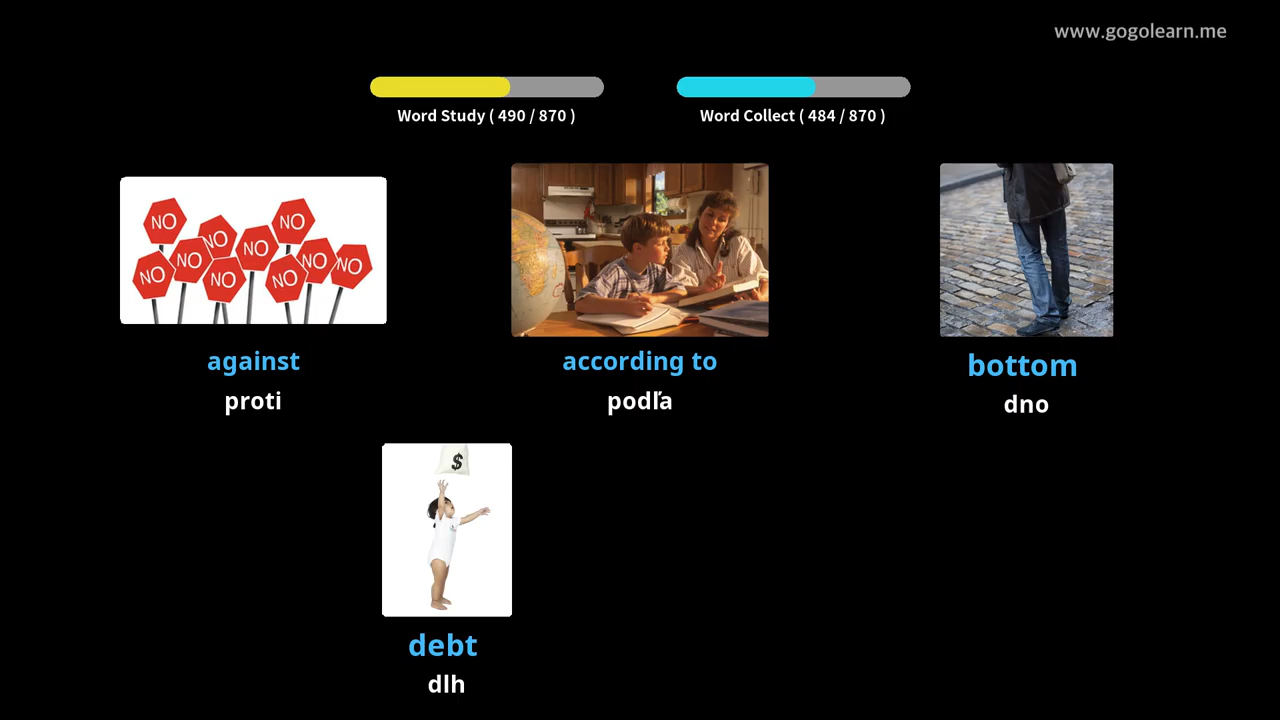 www.gogolearn.me
Word Study ( 490 / 870 )
Word Collect ( 484 / 870 )
NO
NO
NO
NO
NO
NO
NO
NO
NO
NO
against
proti
according to
podľa
bottom
dno
$
debt
dlh